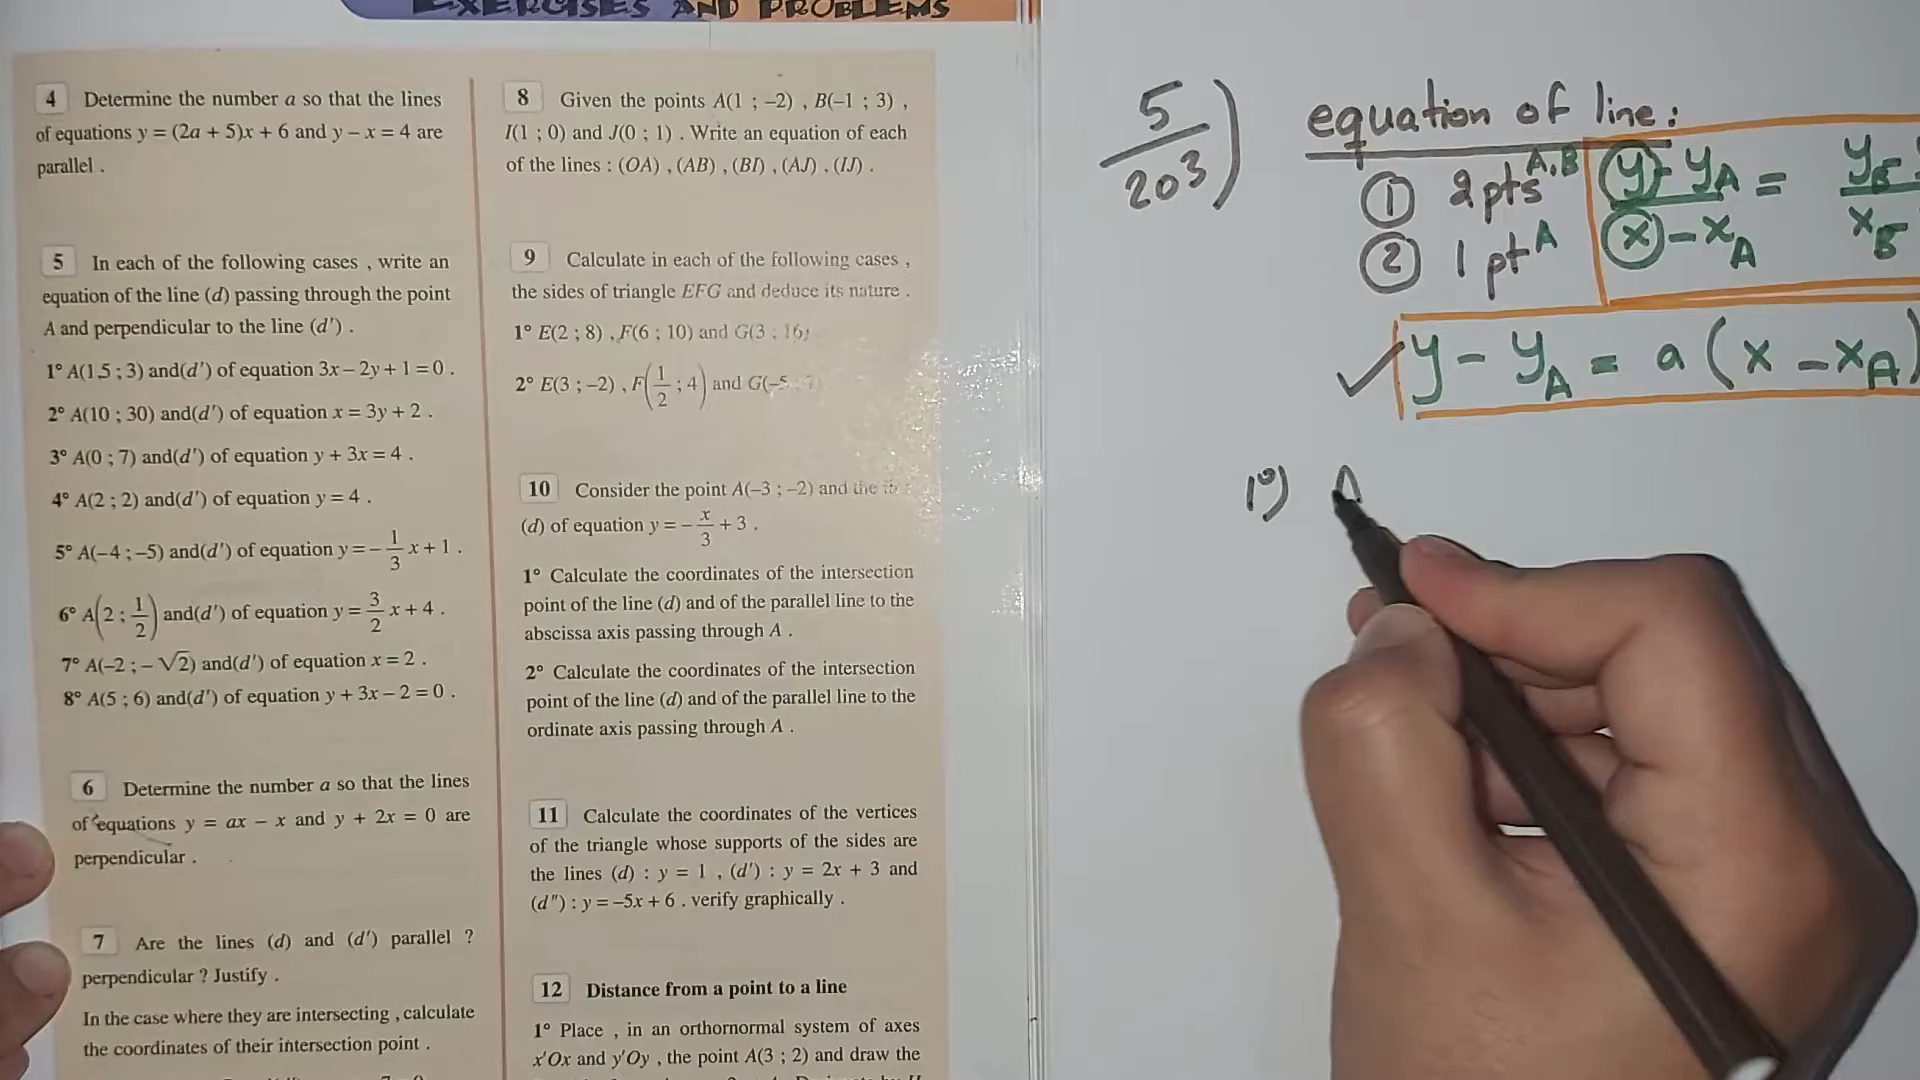 EXERCISES AND PROBLEMS
4 Determine the number a so that the lines
of equations y = (2a + 5)x + 6 and y – x = 4 are
parallel .
5 In each of the following cases , write an
equation of the line (d) passing through the point
A and perpendicular to the line (d') .
1° A(1,5 ; 3) and(d') of equation 3x – 2y + 1 = 0 .
2° A(10 ; 30) and(d') of equation x = 3y + 2 .
3° A(0 ; 7) and(d') of equation y + 3x = 4 .
4° A(2 ; 2) and(d') of equation y = 4 .
5° A(–4 ; –5) and(d') of equation y = – 1/3 x + 1 .
6° A(2 ; 1/2) and(d') of equation y = 3/2 x + 4 .
7° A(–2 ; – √2) and(d') of equation x = 2 .
8° A(5 ; 6) and(d') of equation y + 3x – 2 = 0 .
6 Determine the number a so that the lines
of equations y = ax – x and y + 2x = 0 are
perpendicular .
7 Are the lines (d) and (d') parallel ?
perpendicular ? Justify .
In the case where they are intersecting , calculate
the coordinates of their intersection point .
8 Given the points A(1 ; –2) , B(–1 ; 3) ,
I(1 ; 0) and J(0 ; 1) . Write an equation of each
of the lines : (OA) , (AB) , (BI) , (AJ) . (IJ) .
9 Calculate in each of the following cases ,
the sides of triangle EFG and deduce its nature .
1° E(2 ; 8) , F(6 ; 10) and G(3 ; 16)
2° E(3 ; –2) , F(1/2 ; 4) and G(–5 ;
10 Consider the point A(–3 ; –2) and the
(d) of equation y = – x/3 + 3 .
1° Calculate the coordinates of the intersection
point of the line (d) and of the parallel line to the
abscissa axis passing through A .
2° Calculate the coordinates of the intersection
point of the line (d) and of the parallel line to the
ordinate axis passing through A .
11 Calculate the coordinates of the vertices
of the triangle whose supports of the sides are
the lines (d) : y = 1 , (d') : y = 2x + 3 and
(d") : y = –5x + 6 . verify graphically .
12 Distance from a point to a line
1° Place , in an orthornormal system of axes
x'Ox and y'Oy , the point A(3 ; 2) and draw the
5/203) equation of line :
① 2pts A,B y - yA / x - xA = yB / xB
② 1 pt A
✓ y - yA = a (x - xA)
1°) A